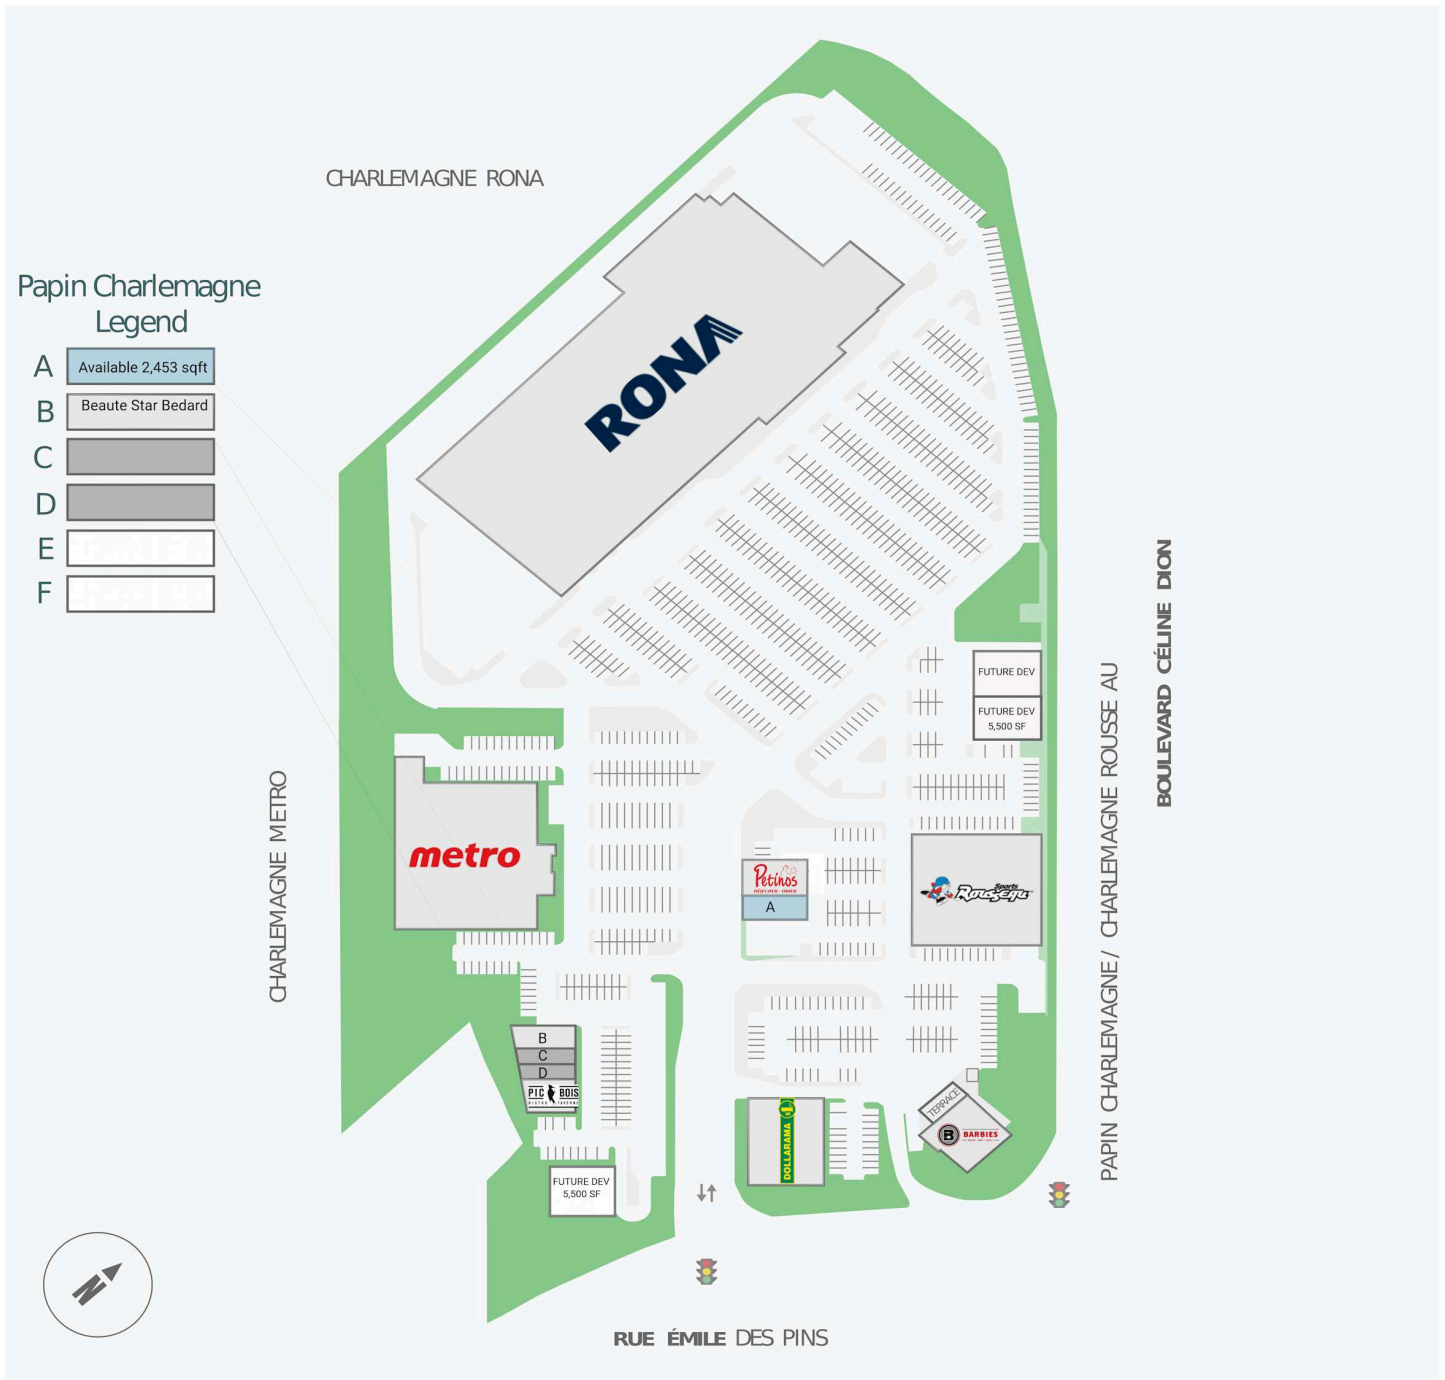 CHARLEMAGNE RONA
Papin Charlemagne
Legend
A Available 2,453 sqft
B Beaute Star Bedard
C
D
E
F
RONA
FUTURE DEV
FUTURE DEV
5,500 SF
BOULEVARD CÉLINE DION
PAPIN CHARLEMAGNE/ CHARLEMAGNE ROUSSE AU
CHARLEMAGNE METRO
metro
Petinos
A
Sports
Rousseau
B
C
D
PIC BOIS
TERRACE
B BARBIES
DOLLARAMA
FUTURE DEV
5,500 SF
N
RUE ÉMILE DES PINS